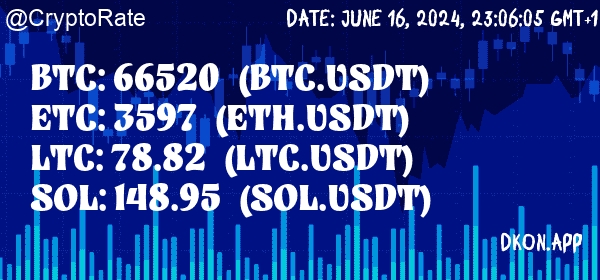 @CryptoRate
DATE: JUNE 16, 2024, 23:06:05 GMT+1
BTC: 66520 (BTC.USDT)
ETC: 3597 (ETH.USDT)
LTC: 78.82 (LTC.USDT)
SOL: 148.95 (SOL.USDT)
DKON.APP